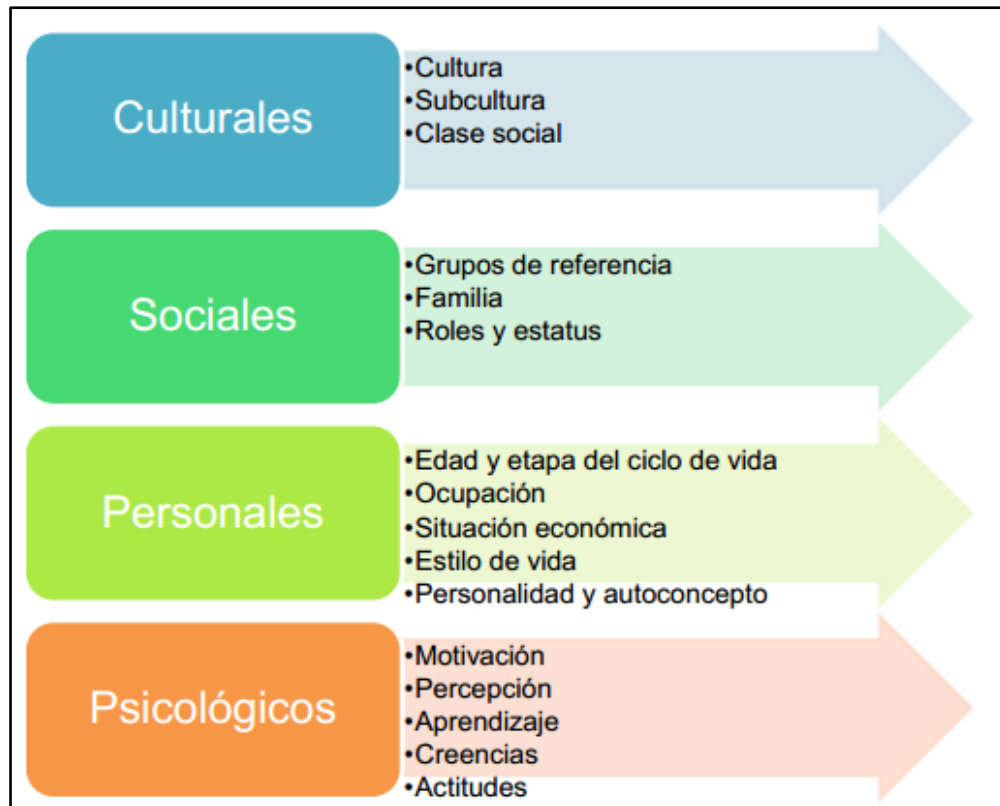 Culturales
•Cultura
•Subcultura
•Clase social
Sociales
•Grupos de referencia
•Familia
•Roles y estatus
Personales
•Edad y etapa del ciclo de vida
•Ocupación
•Situación económica
•Estilo de vida
•Personalidad y autoconcepto
Psicológicos
•Motivación
•Percepción
•Aprendizaje
•Creencias
•Actitudes